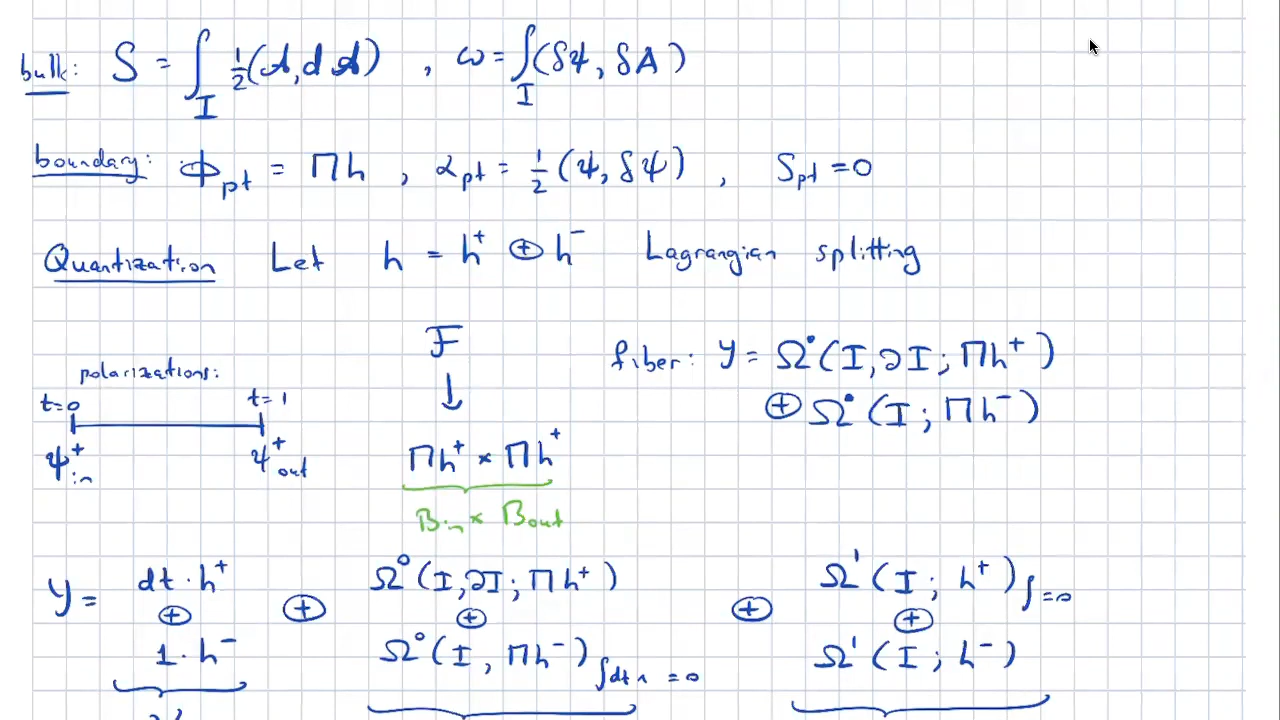 bulk: S = ∫_I ½(𝒜, d𝒜) , ω = ∫_I (δψ, δA)
boundary: Φ_pt = Πh , α_pt = ½(ψ, δψ) , S_pt = 0
Quantization Let h = h⁺ ⊕ h⁻ Lagrangian splitting
F
↓
Πh⁺ × Πh⁺
B_in × B_out
polarizations:
t=0 t=1
ψ⁺_in ψ⁺_out
fiber: Y = Ω•(I, ∂I; Πh⁺)
⊕ Ω•(I; Πh⁻)
Y = dt·h⁺ ⊕ Ω⁰(I, ∂I; Πh⁺) ⊕ Ω¹(I; h⁺)_∫=0
⊕ ⊕ ⊕
1·h⁻ Ω⁰(I, Πh⁻)_∫dt∧ =0 Ω¹(I; h⁻)